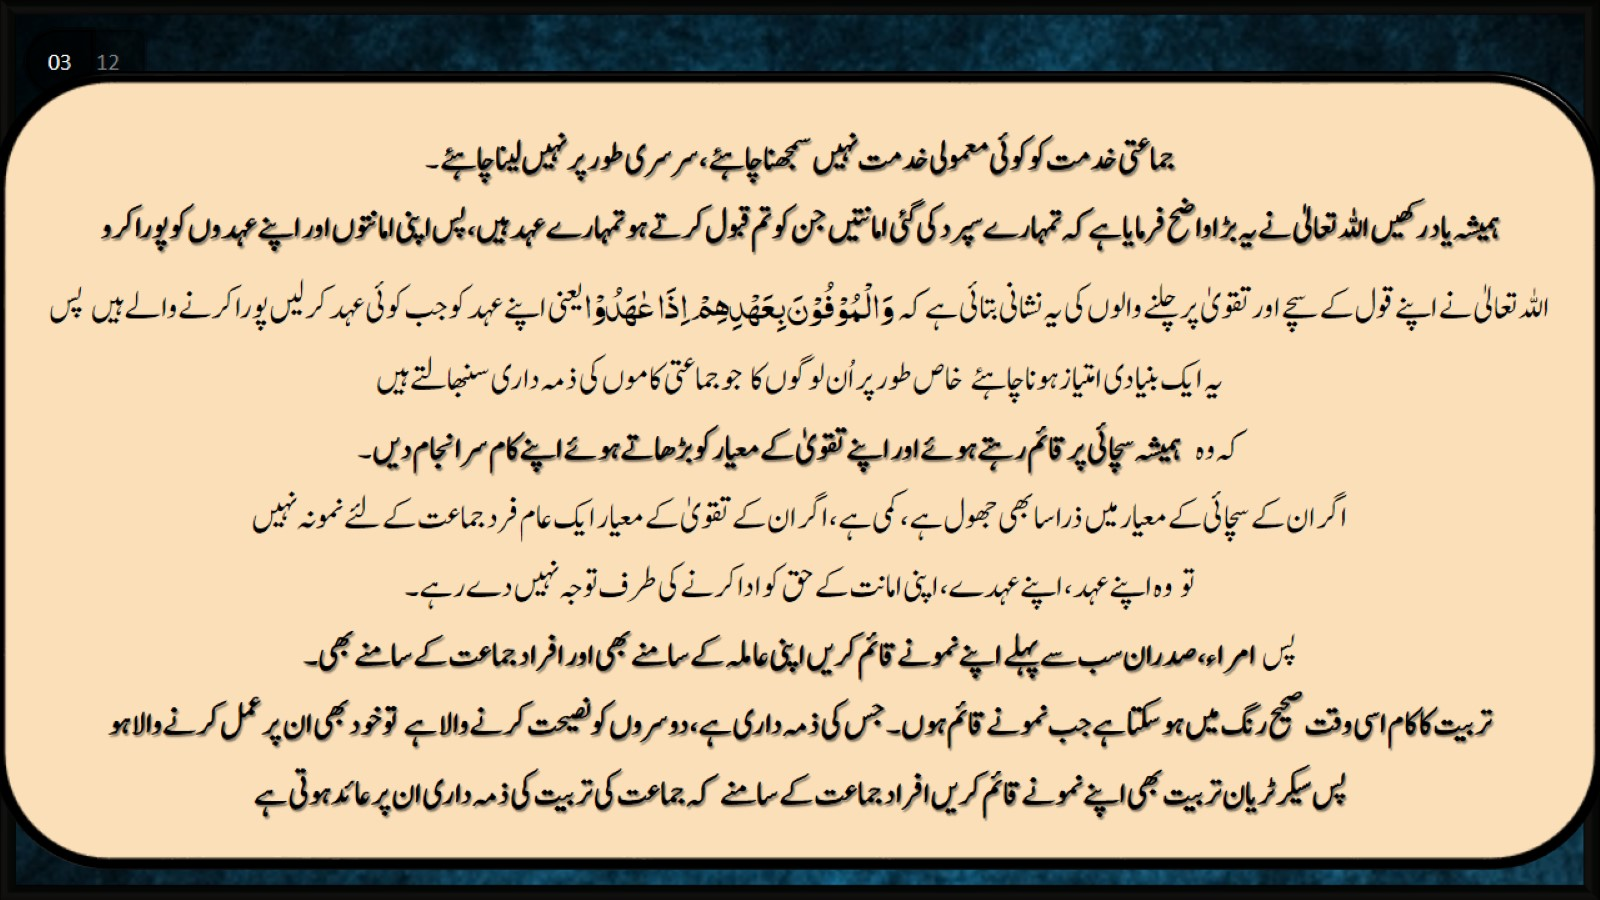 03 12
جماعتی خدمت کو کوئی معمولی خدمت نہیں سمجھنا چاہئے، سرسری طور پر نہیں لینا چاہئے۔
ہمیشہ یاد رکھیں اللہ تعالیٰ نے یہ بڑا واضح فرمایا ہے کہ تمہارے سپرد کی گئی امانتیں جن کو تم قبول کرتے ہو تمہارے عہد ہیں، پس اپنی امانتوں اور اپنے عہدوں کو پورا کرو
اللہ تعالیٰ نے اپنے قول کے سچے اور تقویٰ پر چلنے والوں کی یہ نشانی بتائی ہے کہ وَالْمُوْفُوْنَ بِعَهْدِهِمْ اِذَا عٰهَدُوْا یعنی اپنے عہد کو جب کوئی عہد کرلیں پورا کرنے والے ہیں پس
یہ ایک بنیادی امتیاز ہونا چاہئے خاص طور پر اُن لوگوں کا جو جماعتی کاموں کی ذمہ داری سنبھالتے ہیں
کہ وہ ہمیشہ سچائی پر قائم رہتے ہوئے اور اپنے تقویٰ کے معیار کو بڑھاتے ہوئے اپنے کام سرانجام دیں۔
اگر ان کے سچائی کے معیار میں ذرا سا بھی جھول ہے، کمی ہے، اگر ان کے تقویٰ کے معیار ایک عام فرد جماعت کے لئے نمونہ نہیں
تو وہ اپنے عہد، اپنے عہدے، اپنی امانت کے حق کو ادا کرنے کی طرف توجہ نہیں دے رہے۔
پس امراء، صدران سب سے پہلے اپنے نمونے قائم کریں اپنی عاملہ کے سامنے بھی اور افراد جماعت کے سامنے بھی۔
تربیت کا کام اسی وقت صحیح رنگ میں ہو سکتا ہے جب نمونے قائم ہوں۔ جس کی ذمہ داری ہے، دوسروں کو نصیحت کرنے والا ہے تو خود بھی ان پر عمل کرنے والا ہو
پس سیکرٹریان تربیت بھی اپنے نمونے قائم کریں افراد جماعت کے سامنے کہ جماعت کی تربیت کی ذمہ داری ان پر عائد ہوتی ہے